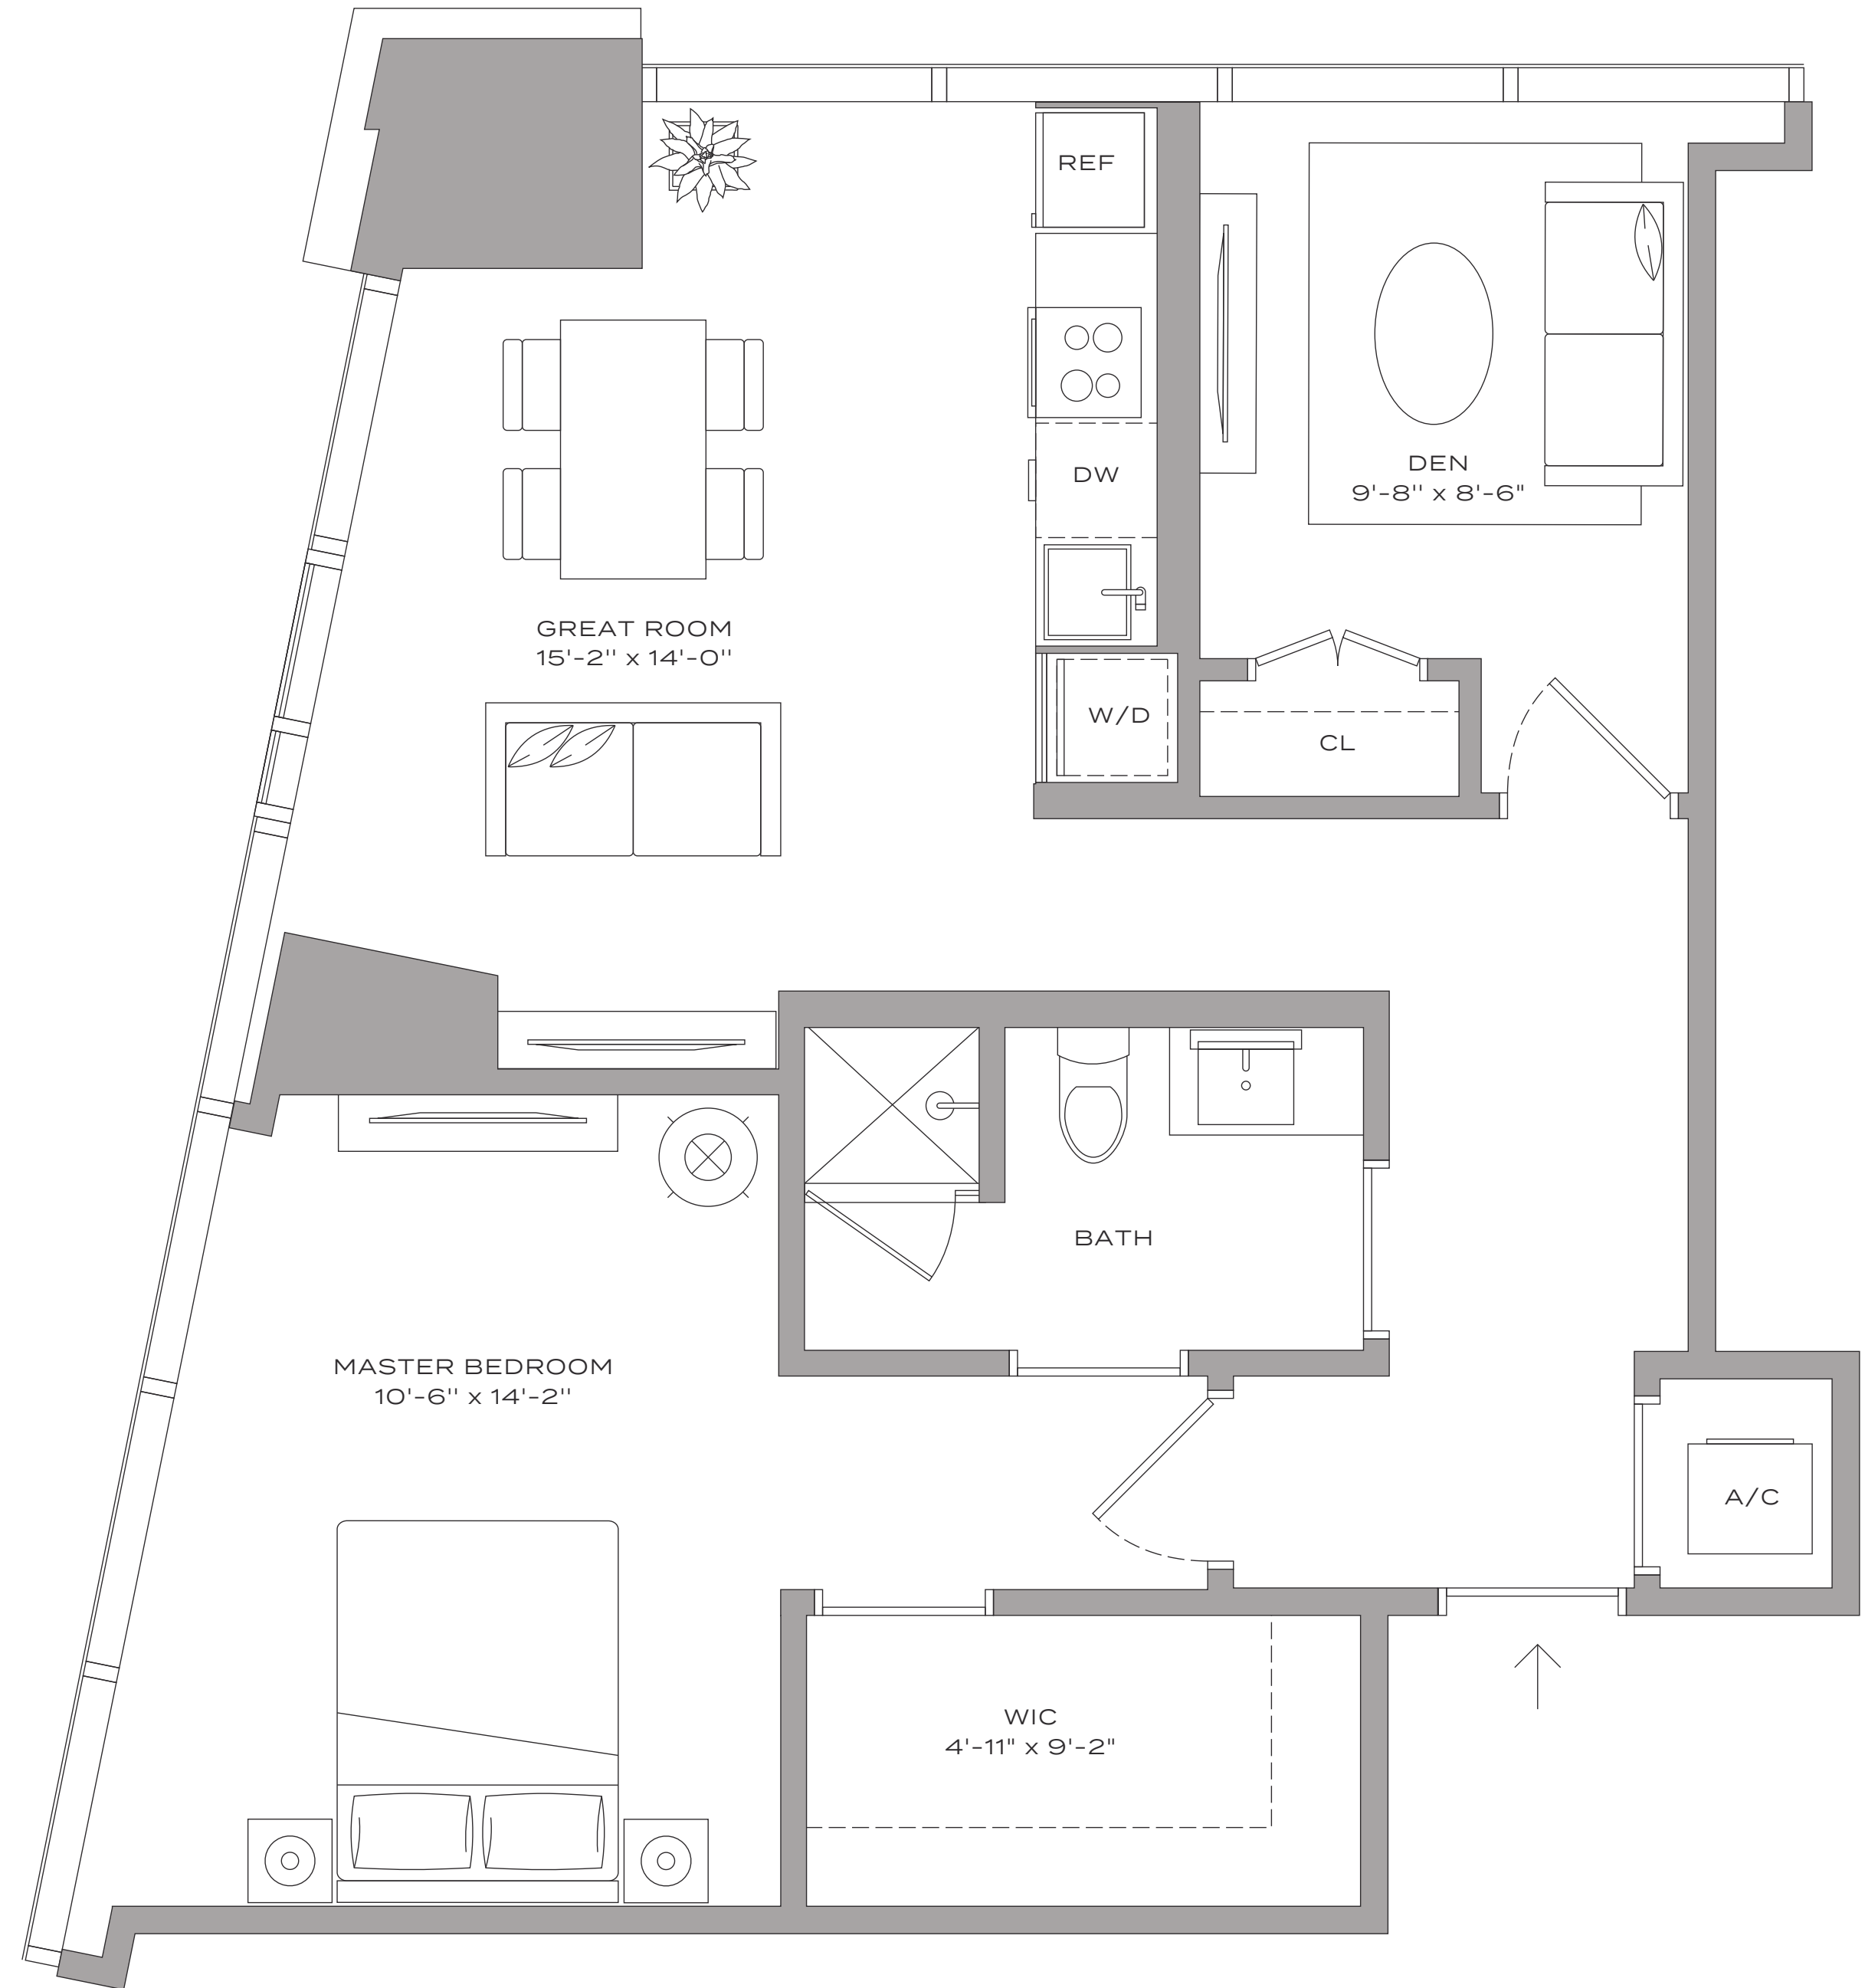 REF
DEN
9'-8" x 8'-6"
DW
GREAT ROOM
15'-2" x 14'-0"
W/D
CL
BATH
MASTER BEDROOM
10'-6" x 14'-2"
A/C
WIC
4'-11" x 9'-2"